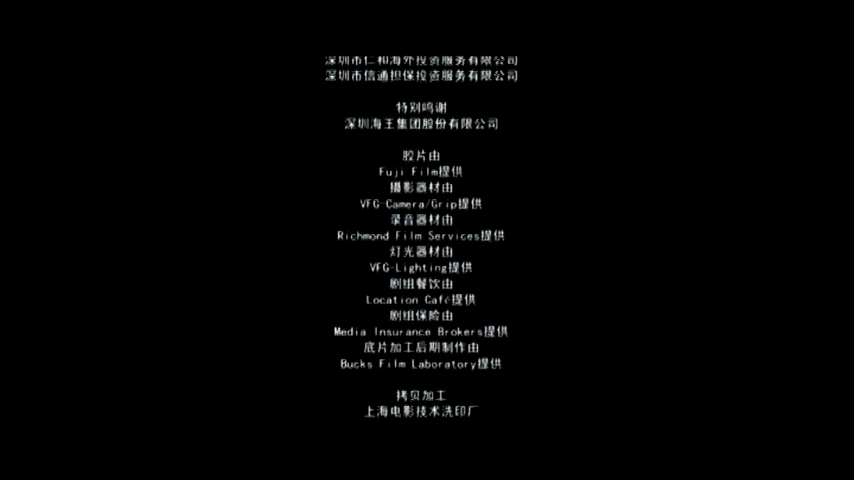 深圳市仁和海外投资服务有限公司
深圳市信通担保投资服务有限公司
特别鸣谢
深圳海王集团股份有限公司
胶片由
Fuji Film提供
摄影器材由
VFG-Camera/Grip提供
录音器材由
Richmond Film Services提供
灯光器材由
VFG-Lighting提供
剧组餐饮由
Location Café提供
剧组保险由
Media Insurance Brokers提供
底片加工后期制作由
Bucks Film Laboratory提供
拷贝加工
上海电影技术洗印厂